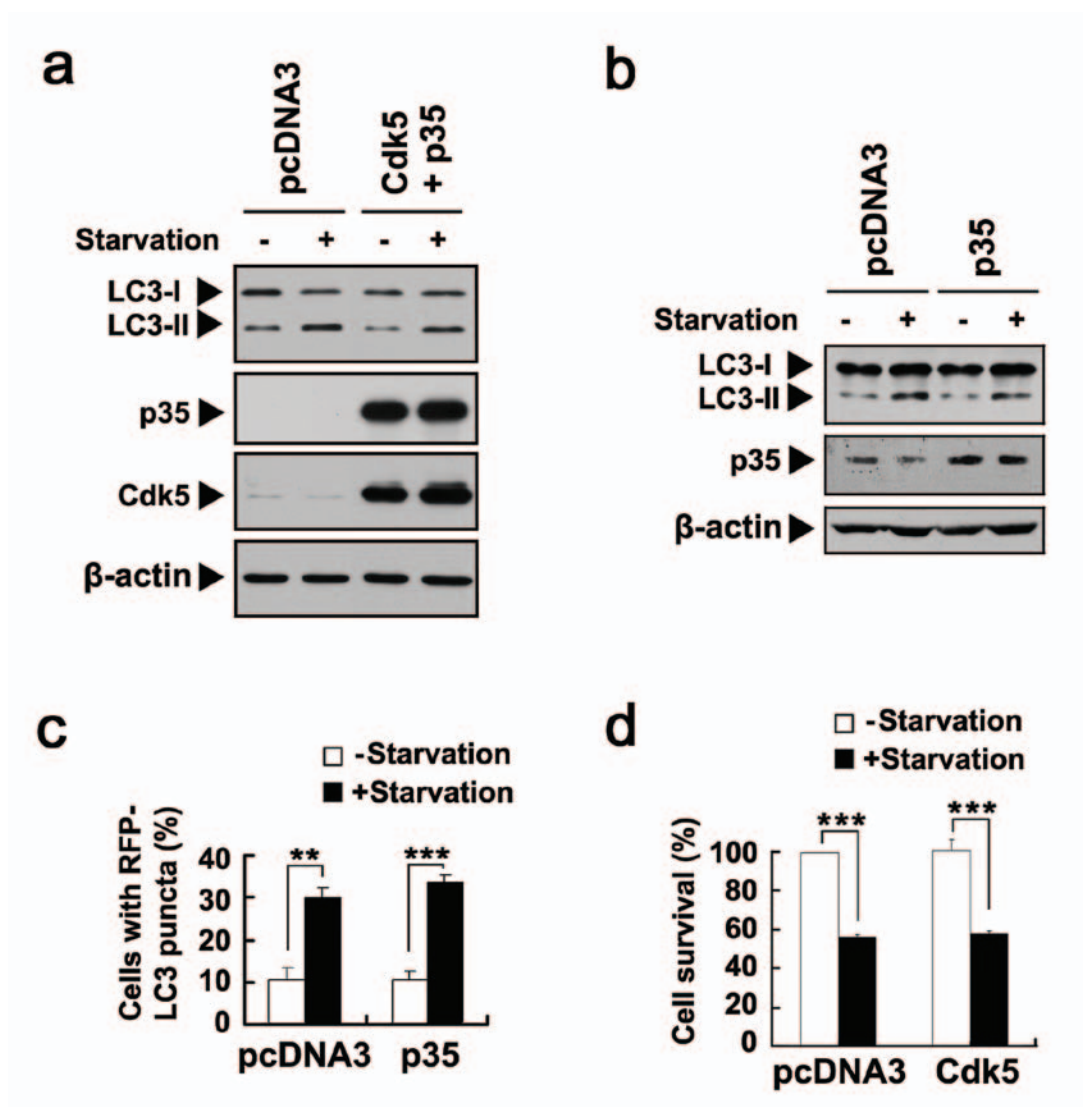 a
pcDNA3
Cdk5
+ p35
Starvation - + - +
LC3-I
LC3-II
p35
Cdk5
β-actin
b
pcDNA3
p35
Starvation - + - +
LC3-I
LC3-II
p35
β-actin
c
-Starvation
+Starvation
Cells with RFP-
LC3 puncta (%)
40
30
20
10
0
**
***
pcDNA3 p35
d
-Starvation
+Starvation
Cell survival (%)
100
80
60
40
20
0
***
***
pcDNA3 Cdk5